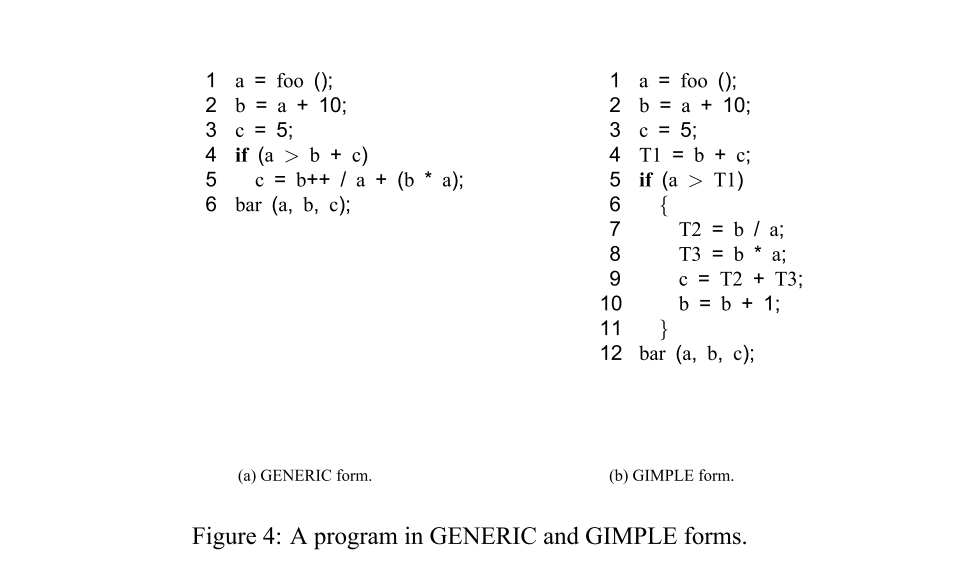 1 a = foo ();
2 b = a + 10;
3 c = 5;
4 if (a > b + c)
5 c = b++ / a + (b * a);
6 bar (a, b, c);
1 a = foo ();
2 b = a + 10;
3 c = 5;
4 T1 = b + c;
5 if (a > T1)
6 {
7 T2 = b / a;
8 T3 = b * a;
9 c = T2 + T3;
10 b = b + 1;
11 }
12 bar (a, b, c);
(a) GENERIC form.
(b) GIMPLE form.
Figure 4: A program in GENERIC and GIMPLE forms.